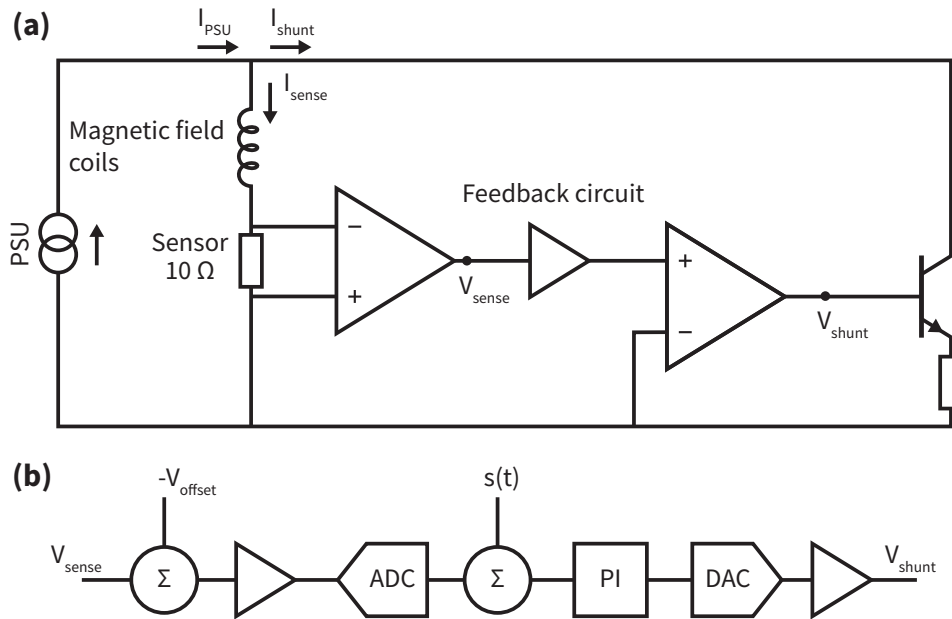 (a)
I_PSU
I_shunt
I_sense
Magnetic field
coils
Feedback circuit
PSU
Sensor
10 Ω
−
+
V_sense
+
−
V_shunt
(b)
-V_offset
s(t)
V_sense
Σ
ADC
Σ
PI
DAC
V_shunt